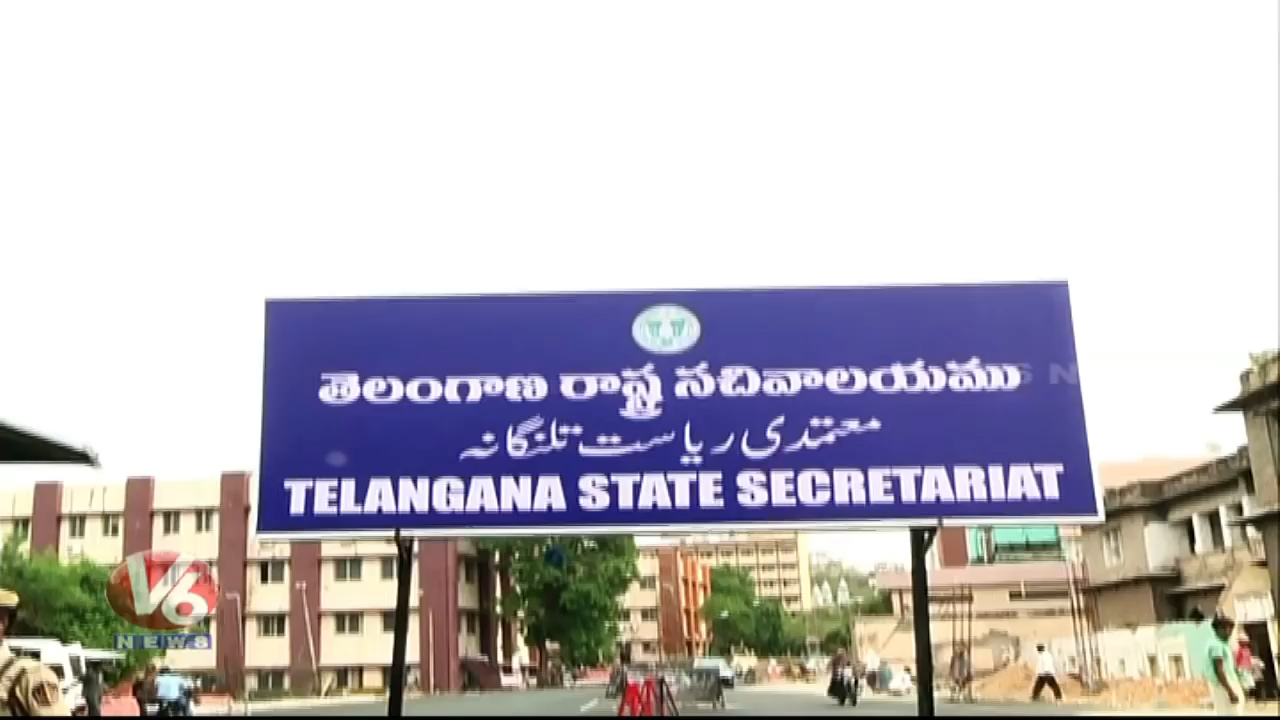 తెలంగాణ రాష్ట్ర సచివాలయము
معتمدی ریاست تلنگانہ
TELANGANA STATE SECRETARIAT
V6
NEWS